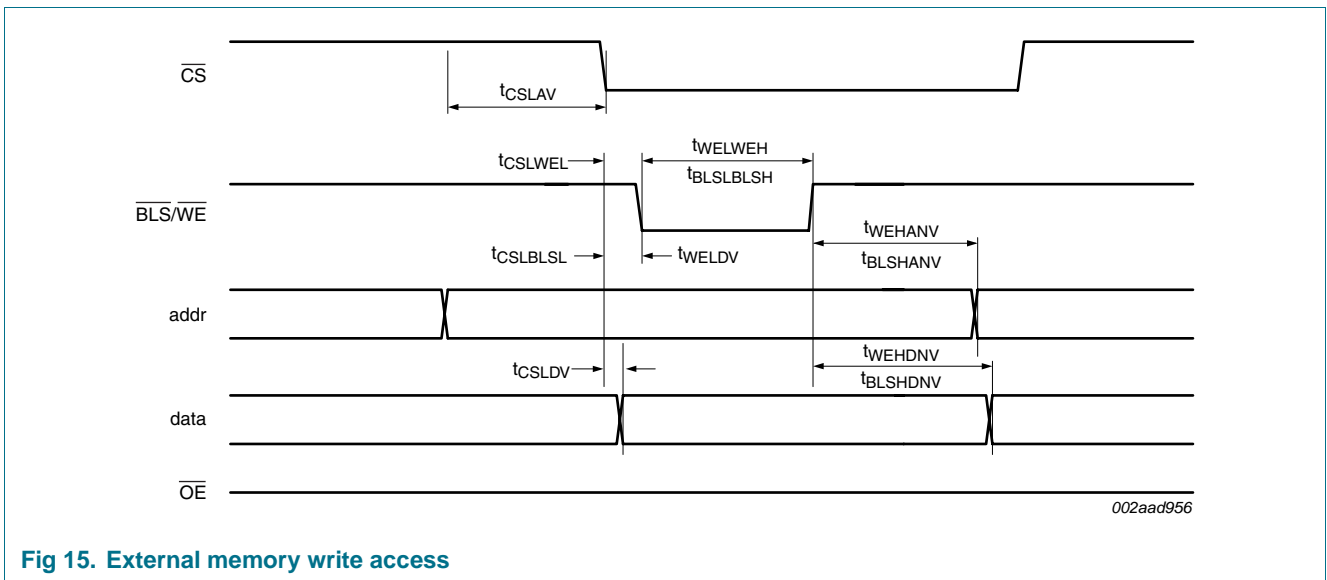 CS
tCSLAV
tCSLWEL
tWELWEH
tBLSLBLSH
BLS/WE
tWEHANV
tCSLBLSL
tWELDV
tBLSHANV
addr
tWEHDNV
tCSLDV
tBLSHDNV
data
OE
002aad956
Fig 15. External memory write access